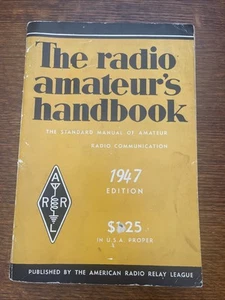 The radio
amateur's
handbook
THE STANDARD MANUAL OF AMATEUR
RADIO COMMUNICATION
1947
EDITION
A
R R
L
$1.25
IN U.S.A. PROPER
PUBLISHED BY THE AMERICAN RADIO RELAY LEAGUE